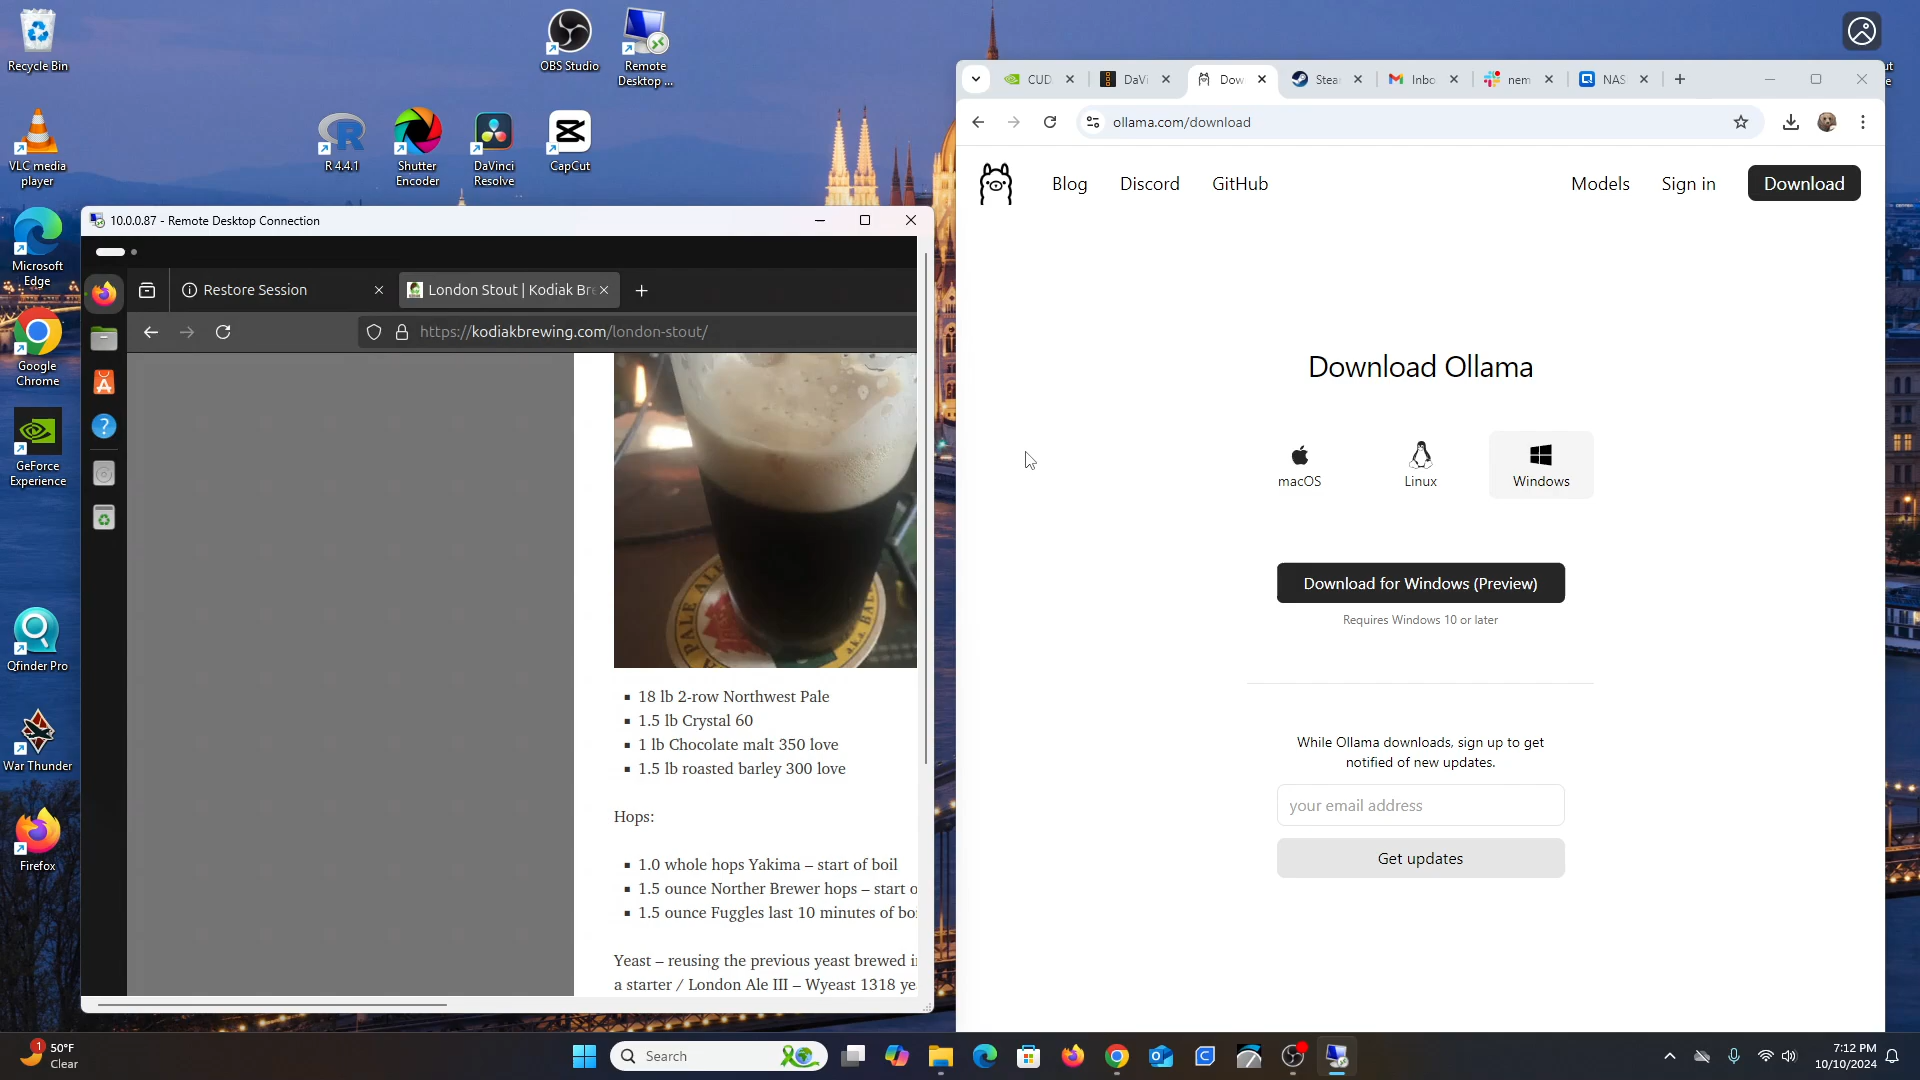 Recycle Bin
OBS Studio
Remote
Desktop ...
VLC media
player
R 4.4.1
Shutter
Encoder
DaVinci
Resolve
CapCut
Microsoft
Edge
Google
Chrome
GeForce
Experience
Qfinder Pro
War Thunder
Firefox
10.0.0.87 - Remote Desktop Connection
Restore Session
London Stout | Kodiak Bre
https://kodiakbrewing.com/london-stout/
PALE ALE
18 lb 2-row Northwest Pale
1.5 lb Crystal 60
1 lb Chocolate malt 350 love
1.5 lb roasted barley 300 love
Hops:
1.0 whole hops Yakima – start of boil
1.5 ounce Norther Brewer hops – start o
1.5 ounce Fuggles last 10 minutes of bo
Yeast – reusing the previous yeast brewed i
a starter / London Ale III – Wyeast 1318 ye
CUD
DaVi
Dow
Stea
Inbo
nem
NAS
ollama.com/download
Blog
Discord
GitHub
Models
Sign in
Download
Download Ollama
macOS
Linux
Windows
Download for Windows (Preview)
Requires Windows 10 or later
While Ollama downloads, sign up to get
notified of new updates.
your email address
Get updates
1
50°F
Clear
Search
7:12 PM
10/10/2024